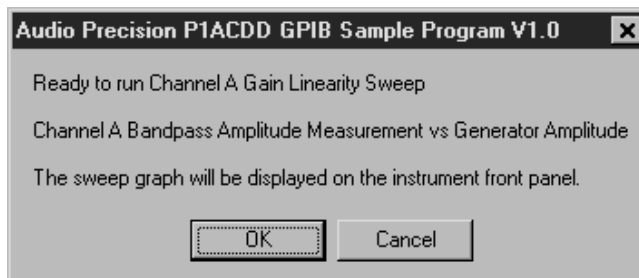 Audio Precision P1ACDD GPIB Sample Program V1.0
Ready to run Channel A Gain Linearity Sweep
Channel A Bandpass Amplitude Measurement vs Generator Amplitude
The sweep graph will be displayed on the instrument front panel.
OK
Cancel